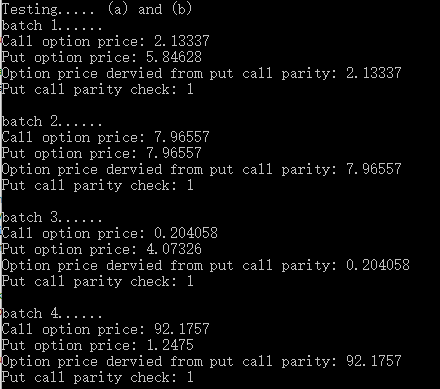 Testing..... (a) and (b)
batch 1......
Call option price: 2.13337
Put option price: 5.84628
Option price dervied from put call parity: 2.13337
Put call parity check: 1
batch 2......
Call option price: 7.96557
Put option price: 7.96557
Option price dervied from put call parity: 7.96557
Put call parity check: 1
batch 3......
Call option price: 0.204058
Put option price: 4.07326
Option price dervied from put call parity: 0.204058
Put call parity check: 1
batch 4......
Call option price: 92.1757
Put option price: 1.2475
Option price dervied from put call parity: 92.1757
Put call parity check: 1